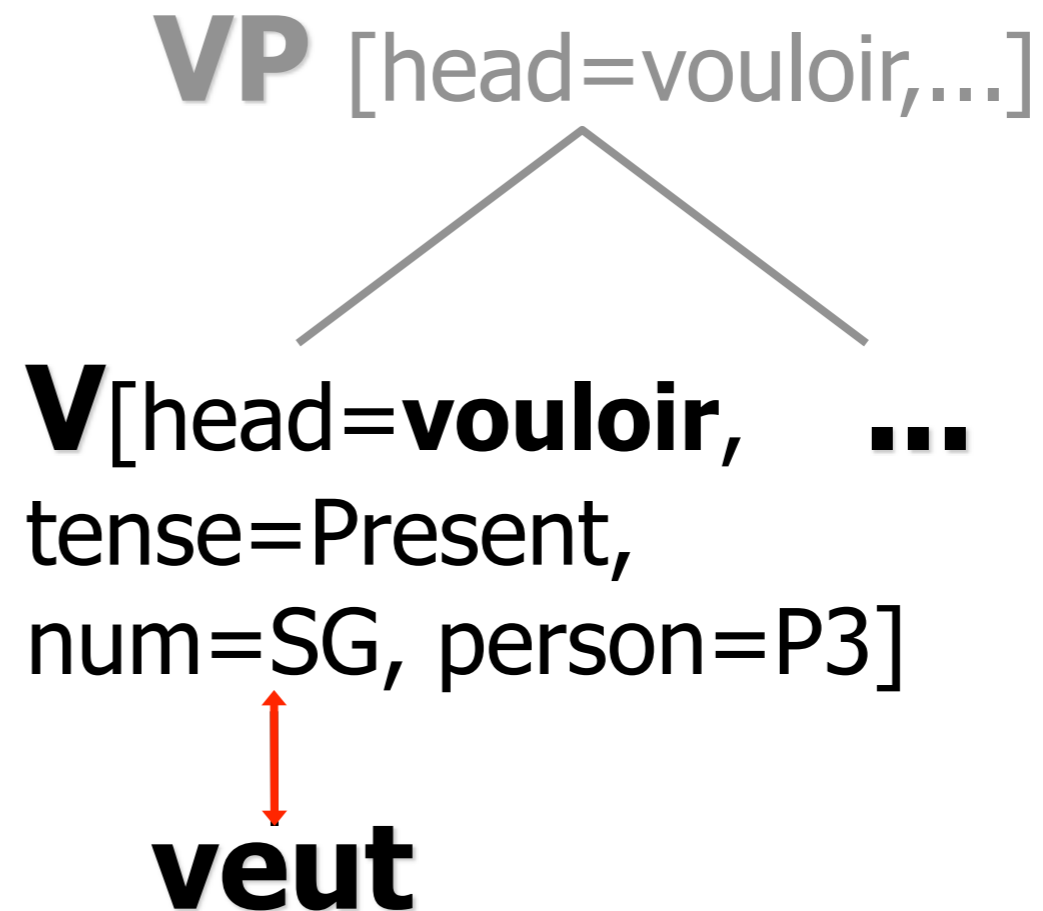 VP [head=vouloir,...]
V[head=vouloir, ...
tense=Present,
num=SG, person=P3]
veut